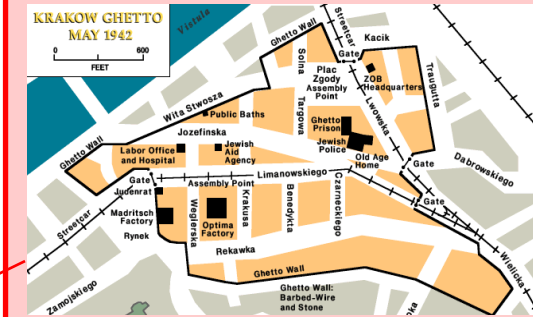 KRAKOW GHETTO
MAY 1942
0 600
FEET
Vistula
Ghetto Wall
Streetcar
Kacik
Gate
Solna
Plac
Zgody
Assembly
Point
ZOB
Headquarters
Traugutta
Wita Stwosza
Public Baths
Targowa
Lwowska
Ghetto
Prison
Jozefinska
Jewish
Police
Ghetto Wall
Labor Office
and Hospital
Jewish
Aid
Agency
Old Age
Home
Gate
Dabrowskiego
Limanowskiego
Gate
Assembly Point
Judenrat
Gate
Madritsch
Factory
Wegierska
Krakusa
Benedykta
Czarneckiego
Optima
Factory
Streetcar
Rynek
Rekawka
Wielicka
Ghetto Wall
Zamojskiego
Ghetto Wall:
Barbed-Wire
and Stone